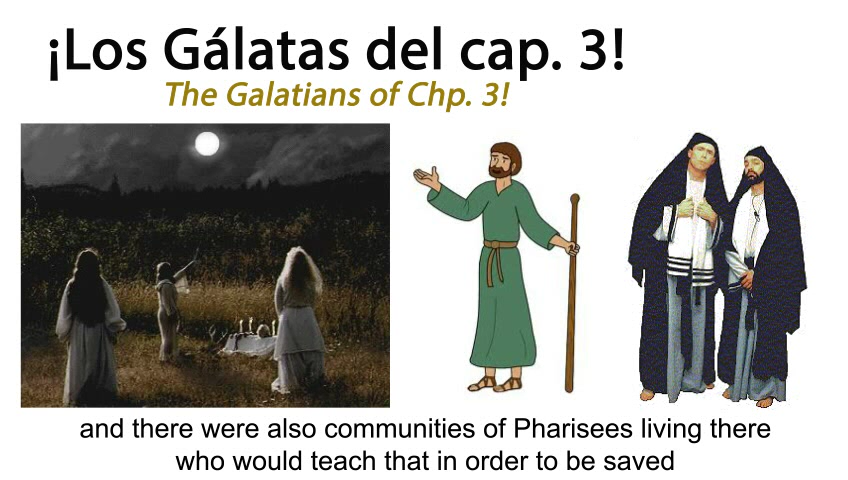 ¡Los Gálatas del cap. 3!
The Galatians of Chp. 3!
and there were also communities of Pharisees living there
who would teach that in order to be saved